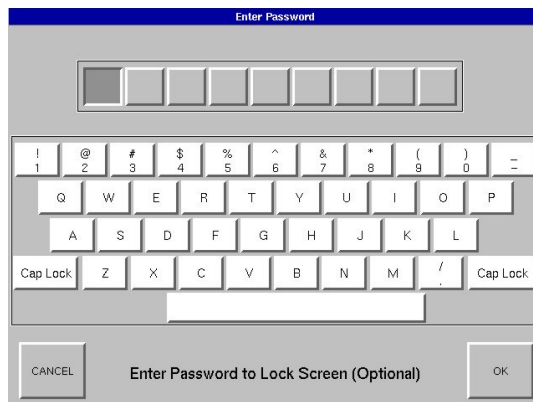 Enter Password
! @ # $ % ^ & * ( ) _
1 2 3 4 5 6 7 8 9 0 -
Q W E R T Y U I O P
A S D F G H J K L
/
Cap Lock Z X C V B N M . Cap Lock
CANCEL Enter Password to Lock Screen (Optional) OK